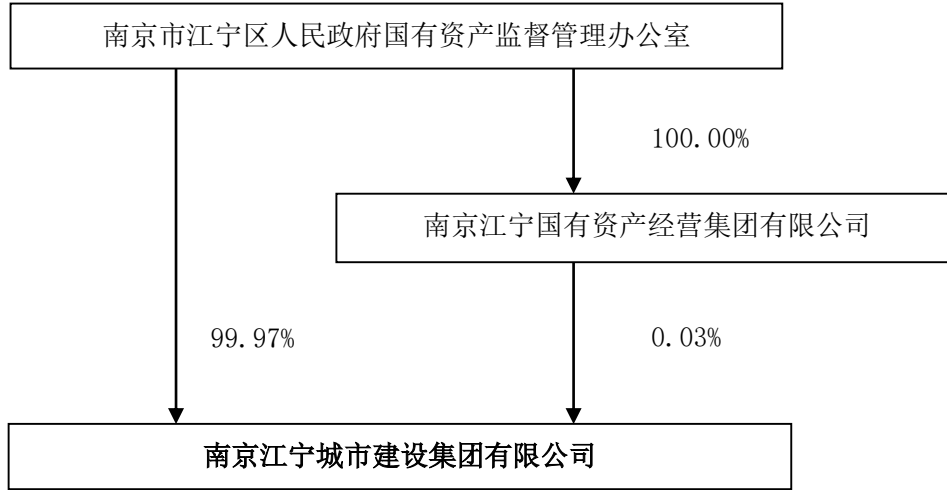 南京市江宁区人民政府国有资产监督管理办公室
100.00%
南京江宁国有资产经营集团有限公司
99.97%
0.03%
南京江宁城市建设集团有限公司